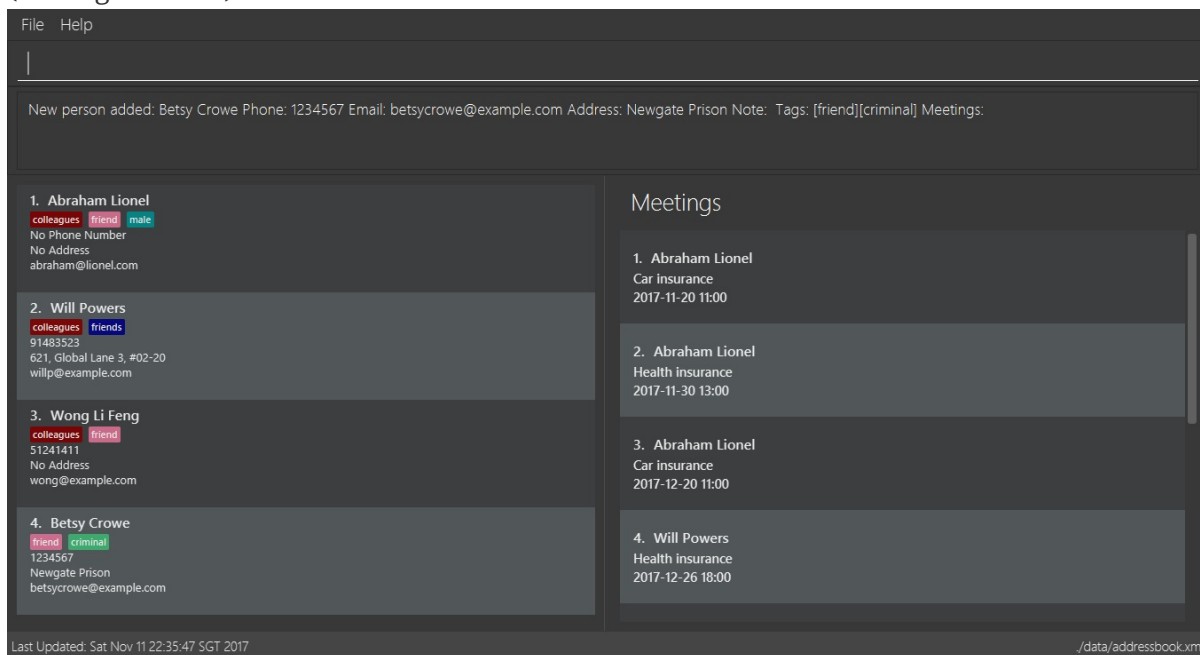 File Help
New person added: Betsy Crowe Phone: 1234567 Email: betsycrowe@example.com Address: Newgate Prison Note: Tags: [friend][criminal] Meetings:
1. Abraham Lionel
colleagues friend male
No Phone Number
No Address
abraham@lionel.com
2. Will Powers
colleagues friends
91483523
621, Global Lane 3, #02-20
willp@example.com
3. Wong Li Feng
colleagues friend
51241411
No Address
wong@example.com
4. Betsy Crowe
friend criminal
1234567
Newgate Prison
betsycrowe@example.com
Meetings
1. Abraham Lionel
Car insurance
2017-11-20 11:00
2. Abraham Lionel
Health insurance
2017-11-30 13:00
3. Abraham Lionel
Car insurance
2017-12-20 11:00
4. Will Powers
Health insurance
2017-12-26 18:00
Last Updated: Sat Nov 11 22:35:47 SGT 2017
./data/addressbook.xm